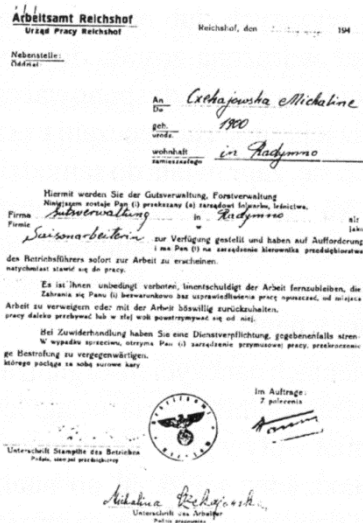 Arbeitsamt Reichshof
Urząd Pracy Reichshof
Reichshof, den 194
Nebenstelle:
Oddział
An Czekajowska Michaline
Do
geb. 1900
urodz.
wohnhaft in Radymno
zamieszkałego
Hiermit werden Sie der Gutsverwaltung, Forstverwaltung
Niniejszem zostaje Pan (i) przekazany (a) zarządowi folwarku, leśnictwa.
Firma Gutsverwaltung in Radymno als
Firmie w jako
Saisonarbeiterin zur Verfügung gestellt und haben auf Aufforderung
i ma Pan (i) na zarządzenie kierownika przedsiębiorstwa
des Betriebsführers sofort zur Arbeit zu erscheinen.
natychmiast stawić się do pracy.
Es ist Ihnen unbedingt verboten, unentschuldigt der Arbeit fernzubleiben, die
Zabrania się Panu (i) bezwarunkowo bez usprawiedliwienia pracę opuszczać, od miejsca
Arbeit zu verweigern oder mit der Arbeit böswillig zurückzuhalten.
pracy daleko przebywać lub w złej woli powstrzymywać się od niej.
Bei Zuwiderhandlung haben Sie eine Dienstverpflichtung, gegebenenfalls stren-
W wypadku sprzeciwu, otrzyma Pan (i) zarządzenie przymusowej pracy,
ge Bestrafung zu vergegenwärtigen.
które pociąga za sobą surowe kary
Im Auftrage:
Z polecenia
Unterschrift Stampille des Betriebes
Podpis, stempel przedsiębiorcy
Michalina Czekajowska
Unterschrift des Arbeiter
Podpis pracownika